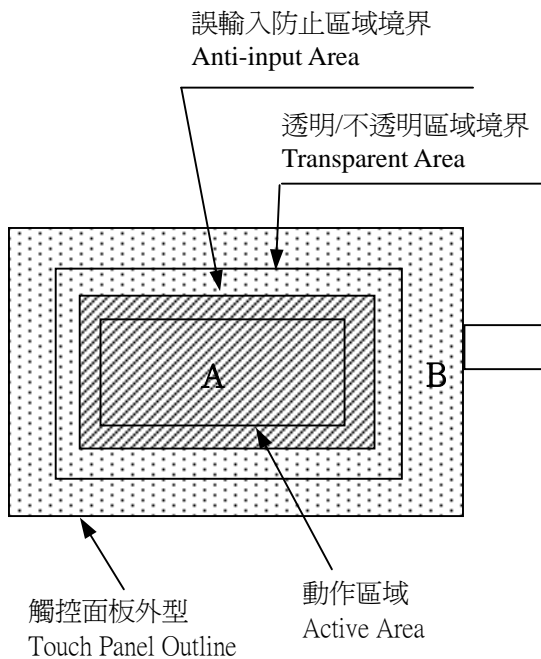 誤輸入防止區域境界
Anti-input Area
透明/不透明區域境界
Transparent Area
A
B
觸控面板外型
Touch Panel Outline
動作區域
Active Area